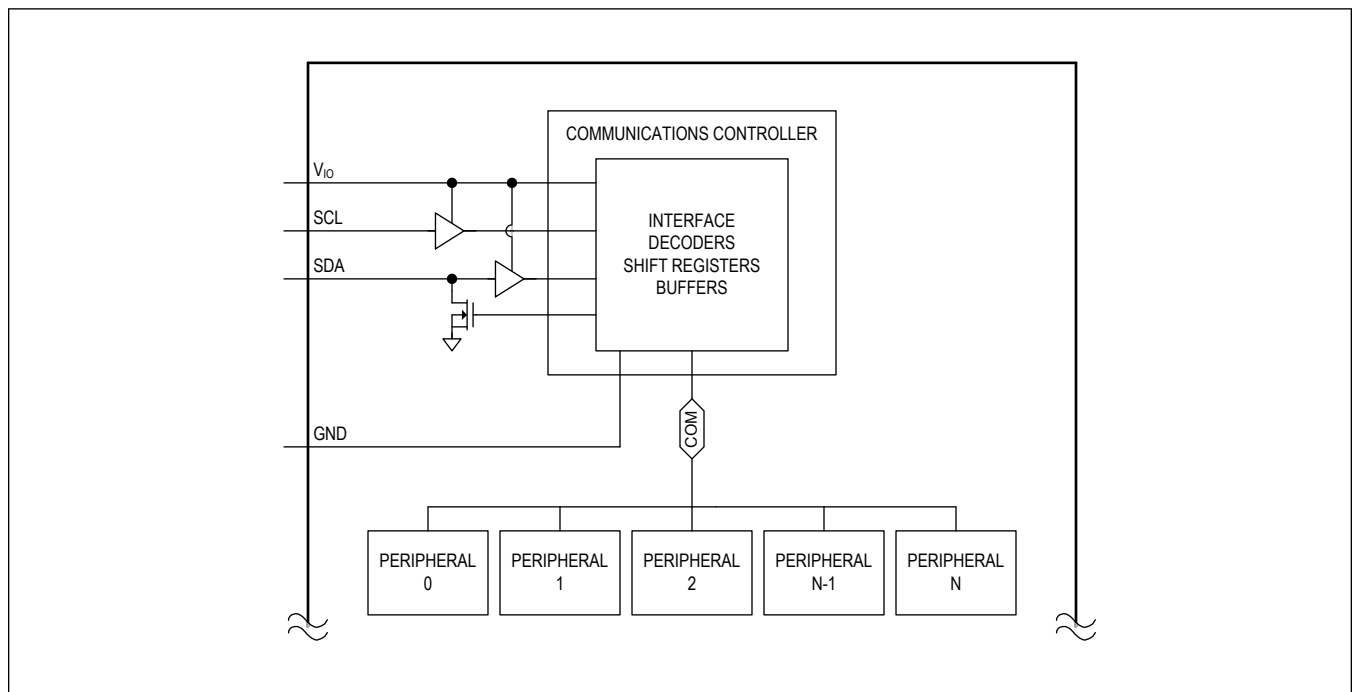 COMMUNICATIONS CONTROLLER
V_IO
SCL
SDA
INTERFACE
DECODERS
SHIFT REGISTERS
BUFFERS
GND
COM
PERIPHERAL
0
PERIPHERAL
1
PERIPHERAL
2
PERIPHERAL
N-1
PERIPHERAL
N